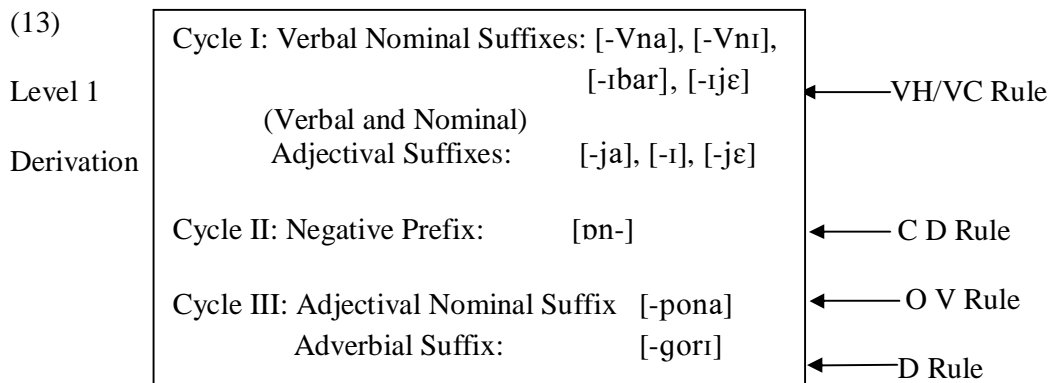 (13)
Cycle I: Verbal Nominal Suffixes: [-Vna], [-Vnɪ],
[-ɪbar], [-ɪjɛ]
Level 1
VH/VC Rule
(Verbal and Nominal)
Derivation
Adjectival Suffixes: [-ja], [-ɪ], [-jɛ]
Cycle II: Negative Prefix: [ɒn-]
C D Rule
Cycle III: Adjectival Nominal Suffix [-pona]
O V Rule
Adverbial Suffix: [-ɡorɪ]
D Rule